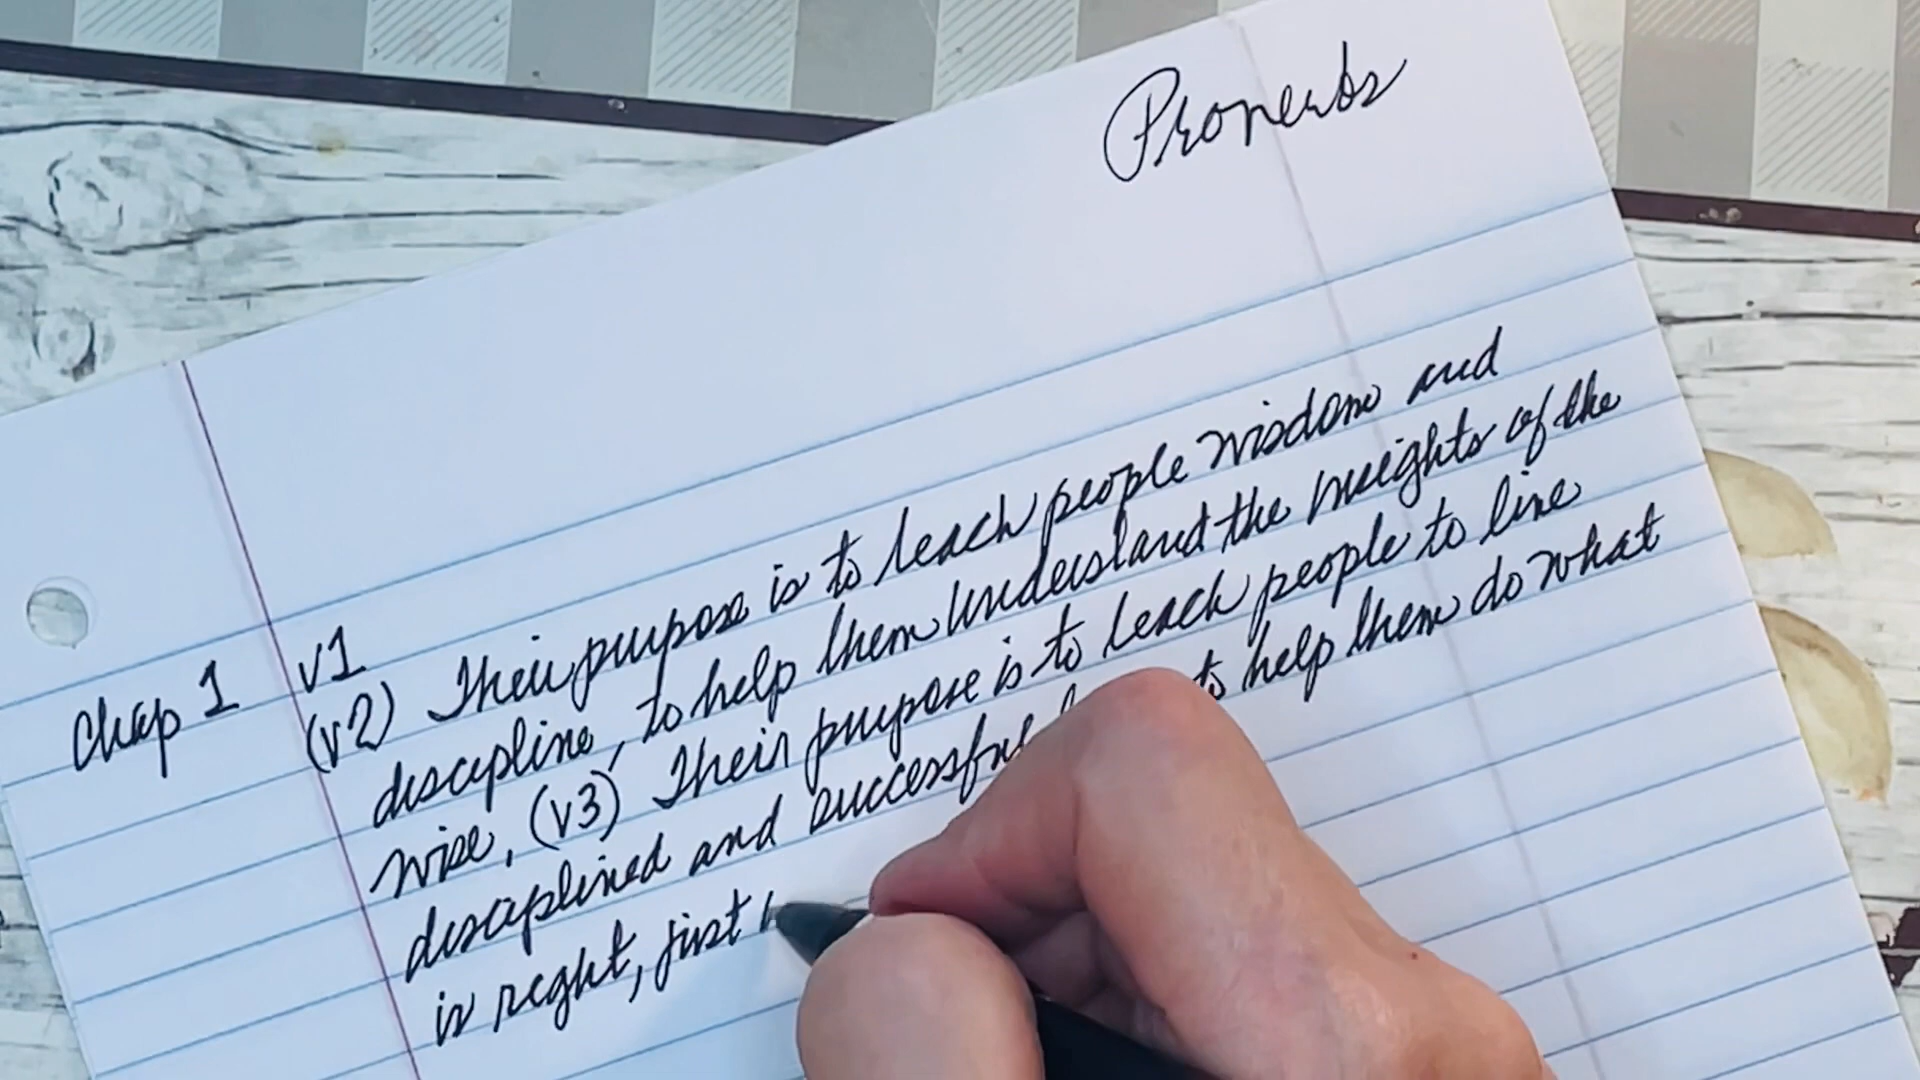 Proverbs
Chap 1 v1
(v2) Their purpose is to teach people wisdom and
discipline, to help them understand the insights of the
wise. (v3) Their purpose is to teach people to live
disciplined and successful to help them do what
is right, just